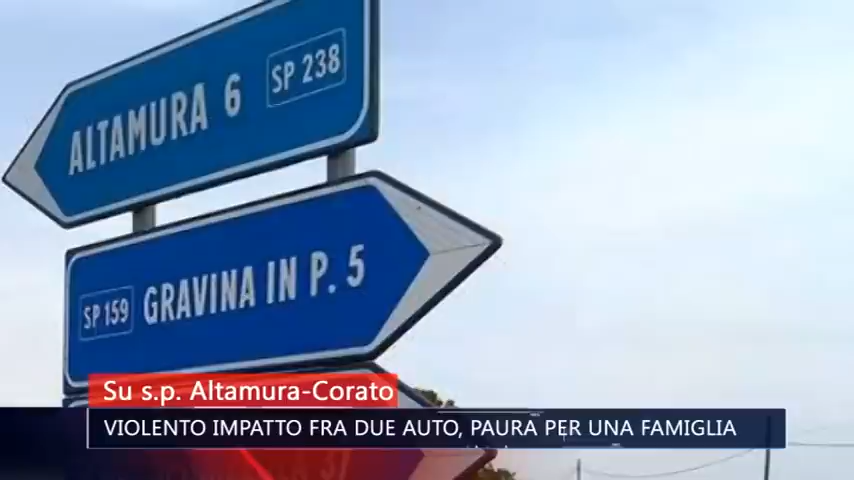 ALTAMURA 6 SP 238
SP 159 GRAVINA IN P. 5
Su s.p. Altamura-Corato
VIOLENTO IMPATTO FRA DUE AUTO, PAURA PER UNA FAMIGLIA